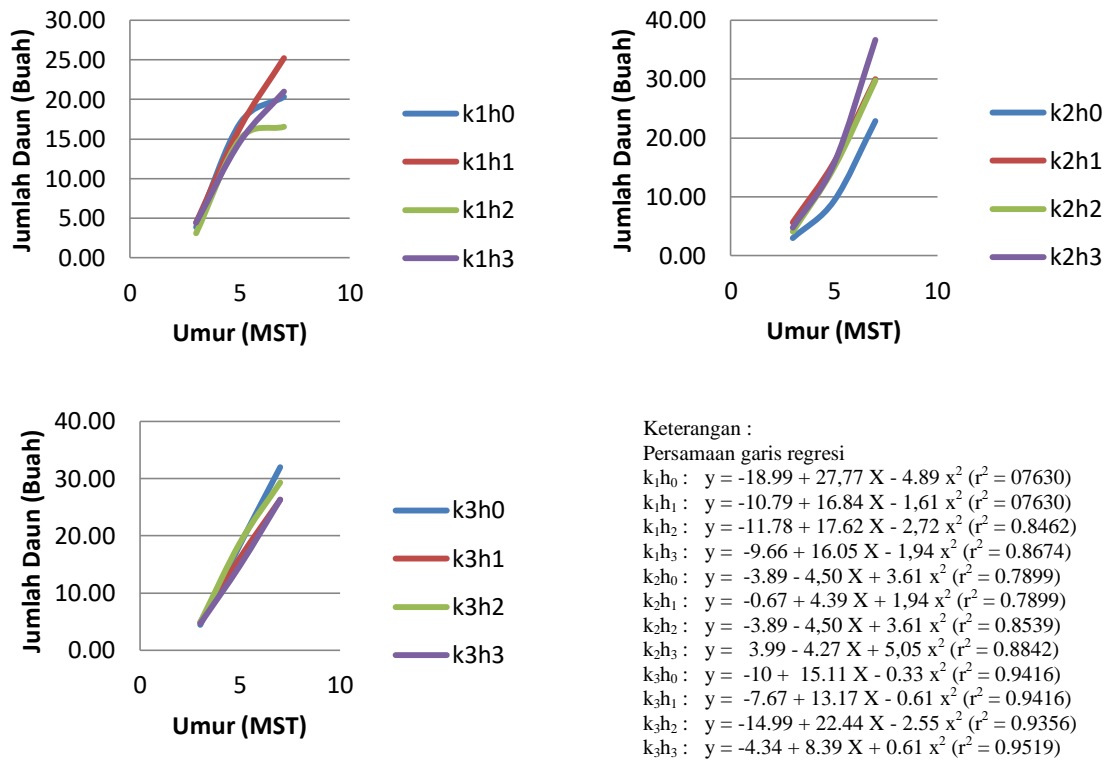 30.00
25.00
20.00
15.00
10.00
5.00
0.00
0 5 10
Jumlah Daun (Buah)
Umur (MST)
k1h0
k1h1
k1h2
k1h3
40.00
30.00
20.00
10.00
0.00
0 5 10
Jumlah Daun (Buah)
Umur (MST)
k2h0
k2h1
k2h2
k2h3
40.00
30.00
20.00
10.00
0.00
0 5 10
Jumlah Daun (Buah)
Umur (MST)
k3h0
k3h1
k3h2
k3h3
Keterangan :
Persamaan garis regresi
k₁h₀ : y = -18.99 + 27,77 X - 4.89 x² (r² = 07630)
k₁h₁ : y = -10.79 + 16.84 X - 1,61 x² (r² = 07630)
k₁h₂ : y = -11.78 + 17.62 X - 2,72 x² (r² = 0.8462)
k₁h₃ : y = -9.66 + 16.05 X - 1,94 x² (r² = 0.8674)
k₂h₀ : y = -3.89 - 4,50 X + 3.61 x² (r² = 0.7899)
k₂h₁ : y = -0.67 + 4.39 X + 1,94 x² (r² = 0.7899)
k₂h₂ : y = -3.89 - 4,50 X + 3.61 x² (r² = 0.8539)
k₂h₃ : y = 3.99 - 4.27 X + 5,05 x² (r² = 0.8842)
k₃h₀ : y = -10 + 15.11 X - 0.33 x² (r² = 0.9416)
k₃h₁ : y = -7.67 + 13.17 X - 0.61 x² (r² = 0.9416)
k₃h₂ : y = -14.99 + 22.44 X - 2.55 x² (r² = 0.9356)
k₃h₃ : y = -4.34 + 8.39 X + 0.61 x² (r² = 0.9519)